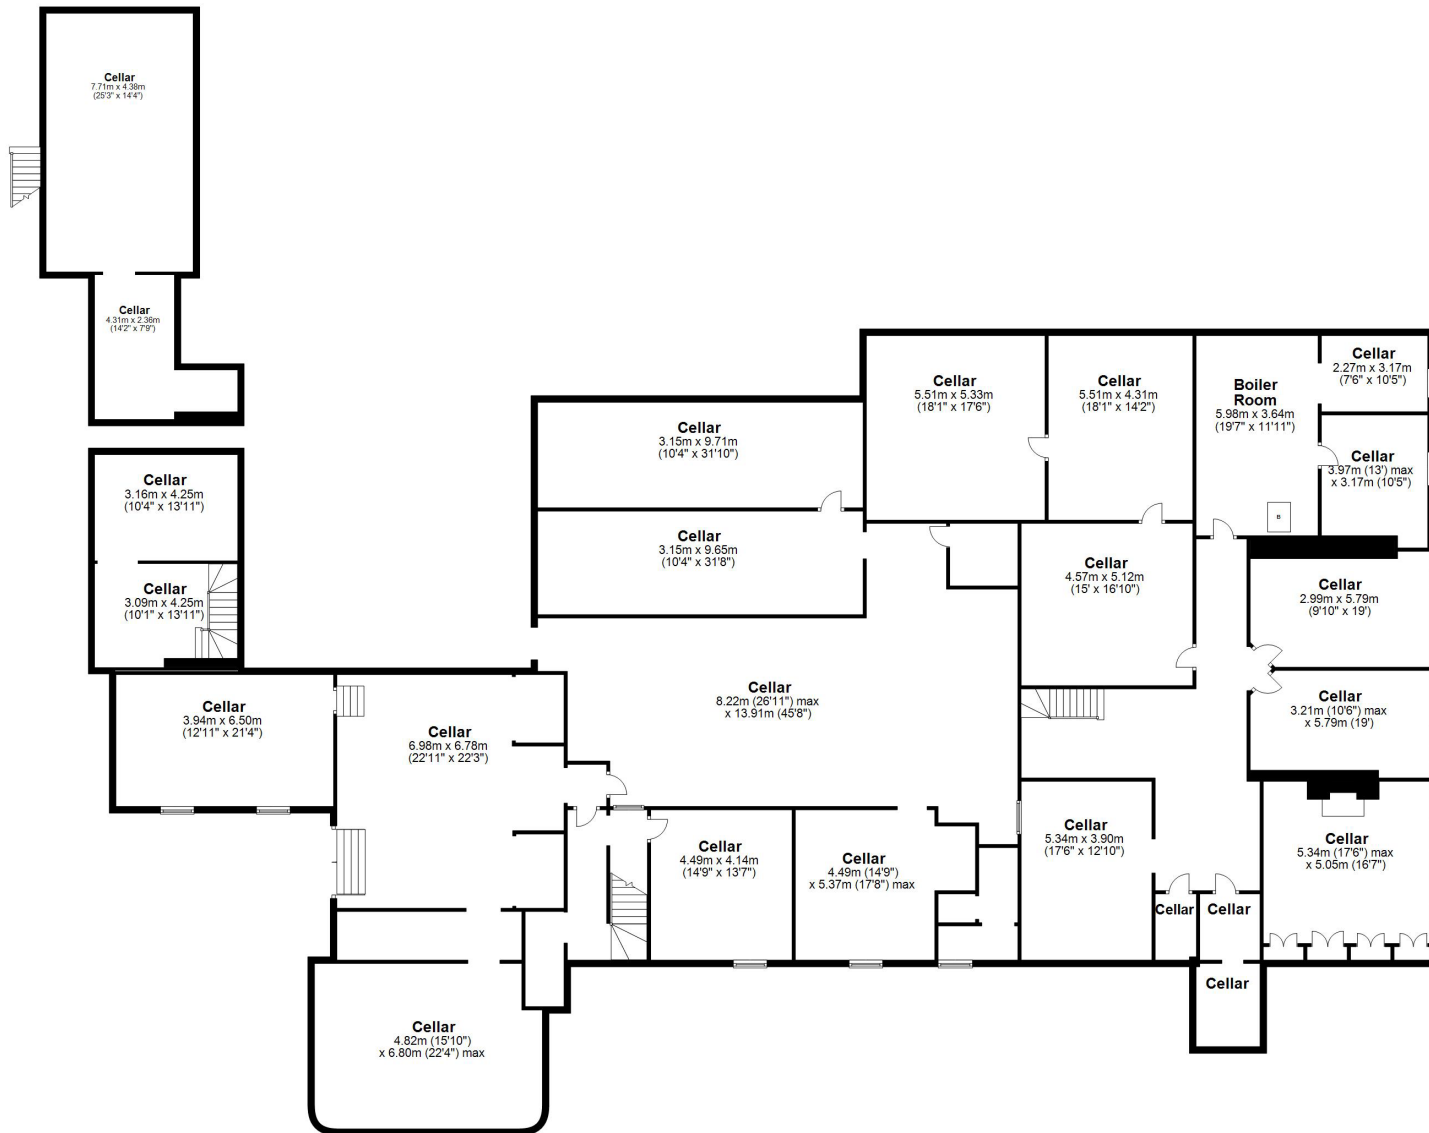 Cellar
7.71m x 4.38m
(25'3" x 14'4")
Cellar
4.31m x 2.36m
(14'2" x 7'9")
Cellar
3.16m x 4.25m
(10'4" x 13'11")
Cellar
3.09m x 4.25m
(10'1" x 13'11")
Cellar
3.94m x 6.50m
(12'11" x 21'4")
Cellar
6.98m x 6.78m
(22'11" x 22'3")
Cellar
4.82m (15'10")
x 6.80m (22'4") max
Cellar
3.15m x 9.71m
(10'4" x 31'10")
Cellar
3.15m x 9.65m
(10'4" x 31'8")
Cellar
8.22m (26'11") max
x 13.91m (45'8")
Cellar
4.49m x 4.14m
(14'9" x 13'7")
Cellar
4.49m (14'9")
x 5.37m (17'8") max
Cellar
5.51m x 5.33m
(18'1" x 17'6")
Cellar
5.51m x 4.31m
(18'1" x 14'2")
Boiler
Room
5.98m x 3.64m
(19'7" x 11'11")
B
Cellar
2.27m x 3.17m
(7'6" x 10'5")
Cellar
3.97m (13') max
x 3.17m (10'5")
Cellar
4.57m x 5.12m
(15' x 16'10")
Cellar
2.99m x 5.79m
(9'10" x 19')
Cellar
3.21m (10'6") max
x 5.79m (19')
Cellar
5.34m x 3.90m
(17'6" x 12'10")
Cellar
5.34m (17'6") max
x 5.05m (16'7")
Cellar
Cellar
Cellar